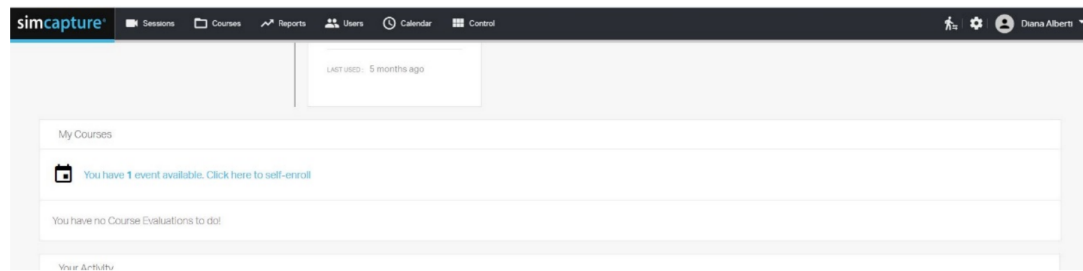 simcapture Sessions Courses Reports Users Calendar Control Diana Alberti
LAST USED: 5 months ago
My Courses
You have 1 event available. Click here to self-enroll
You have no Course Evaluations to do!
Your Activity